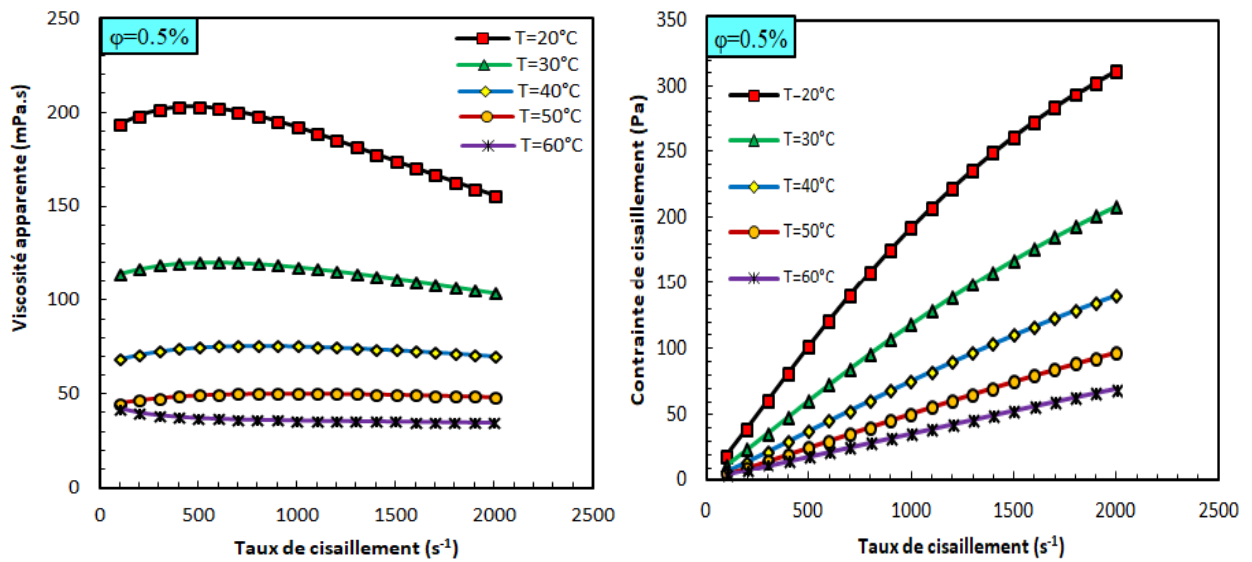 φ=0.5%
T=20°C
T=30°C
T=40°C
T=50°C
T=60°C
250
200
150
100
50
0
0 500 1000 1500 2000 2500
Viscosité apparente (mPa.s)
Taux de cisaillement (s⁻¹)
φ=0.5%
T=20°C
T=30°C
T=40°C
T=50°C
T=60°C
350
300
250
200
150
100
50
0
0 500 1000 1500 2000 2500
Contrainte de cisaillement (Pa)
Taux de cisaillement (s⁻¹)